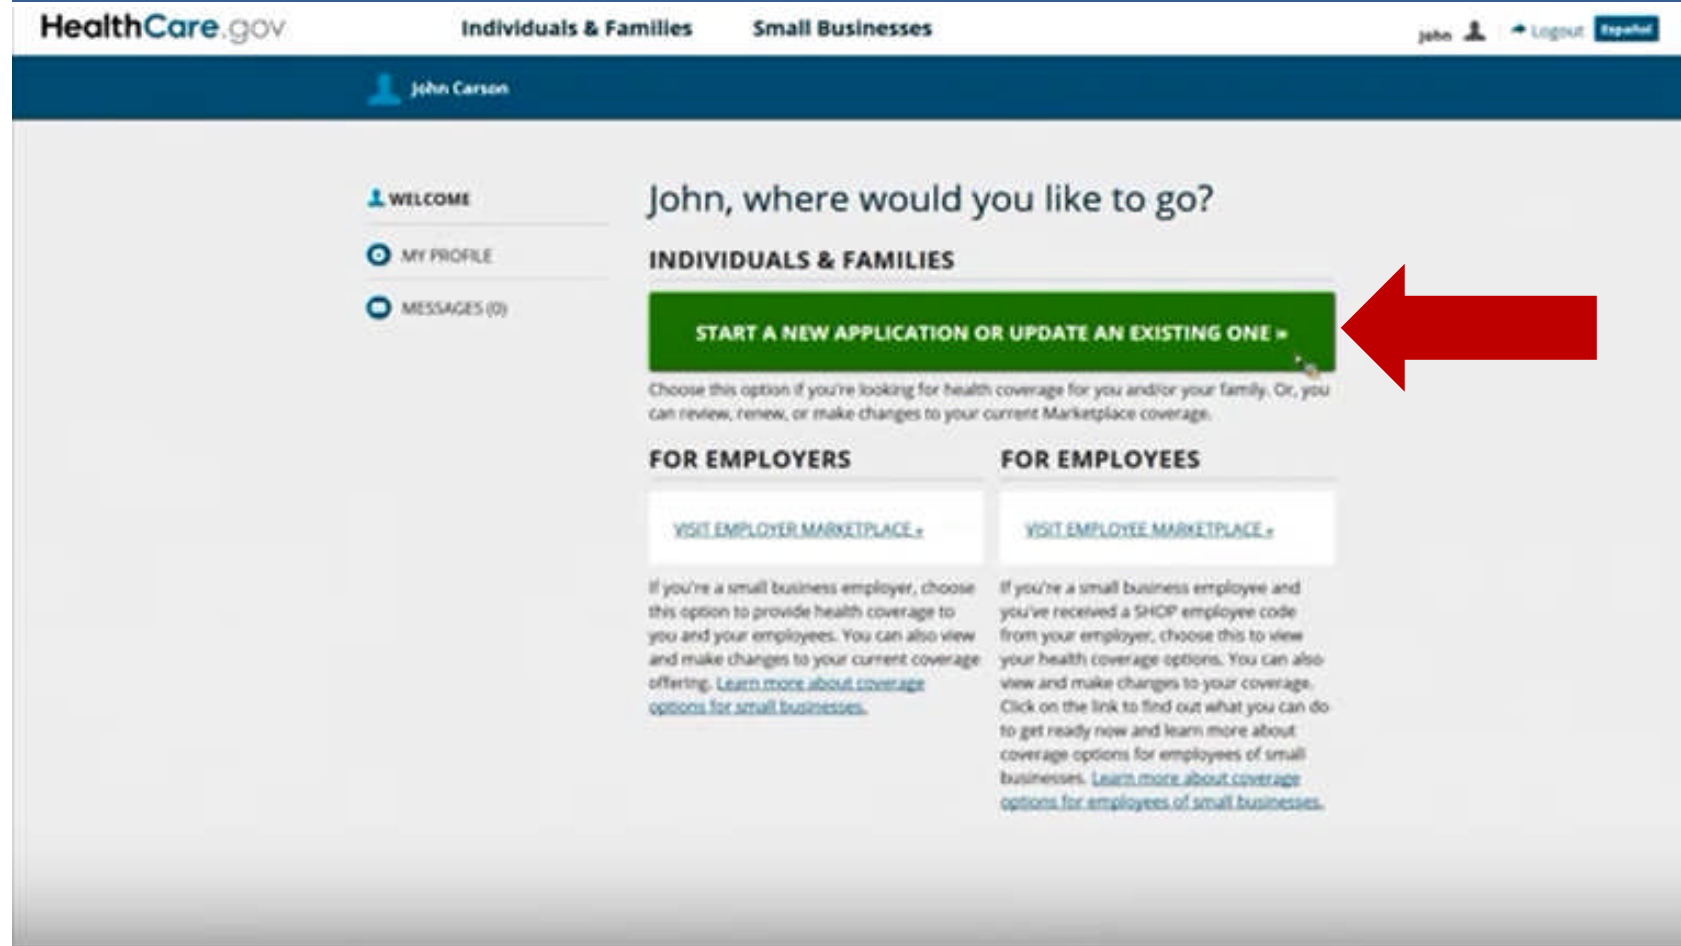 HealthCare.gov
Individuals & Families
Small Businesses
John
Logout
Español
John Carson
WELCOME
MY PROFILE
MESSAGES (0)
John, where would you like to go?
INDIVIDUALS & FAMILIES
START A NEW APPLICATION OR UPDATE AN EXISTING ONE »
Choose this option if you're looking for health coverage for you and/or your family. Or, you
can review, renew, or make changes to your current Marketplace coverage.
FOR EMPLOYERS
VISIT EMPLOYER MARKETPLACE »
If you're a small business employer, choose
this option to provide health coverage to
you and your employees. You can also view
and make changes to your current coverage
offering. Learn more about coverage
options for small businesses.
FOR EMPLOYEES
VISIT EMPLOYEE MARKETPLACE »
If you're a small business employee and
you've received a SHOP employee code
from your employer, choose this to view
your health coverage options. You can also
view and make changes to your coverage.
Click on the link to find out what you can do
to get ready now and learn more about
coverage options for employees of small
businesses. Learn more about coverage
options for employees of small businesses.